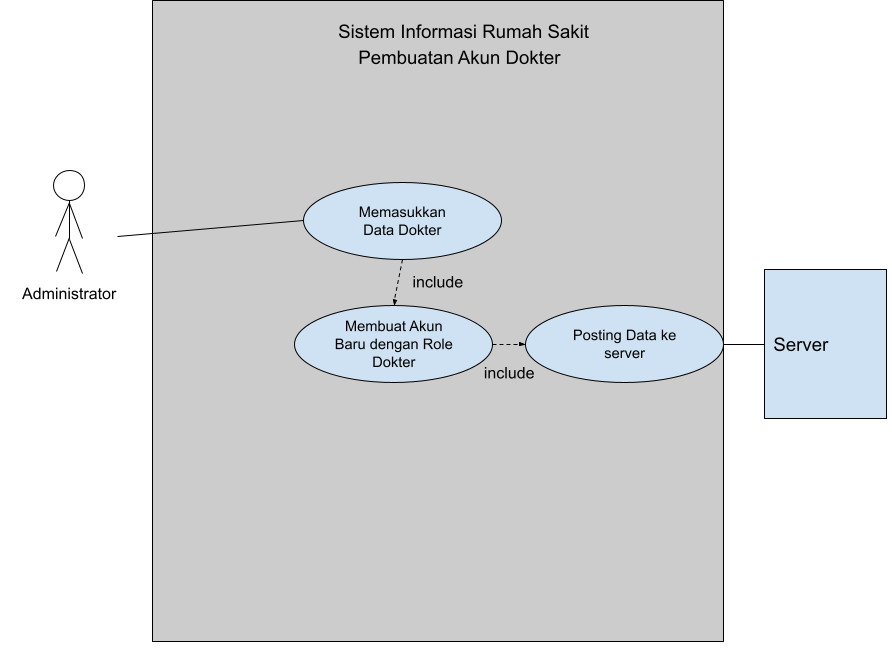 Sistem Informasi Rumah Sakit
Pembuatan Akun Dokter
Memasukkan
Data Dokter
include
Administrator
Membuat Akun
Baru dengan Role
Dokter
include
Posting Data ke
server
Server